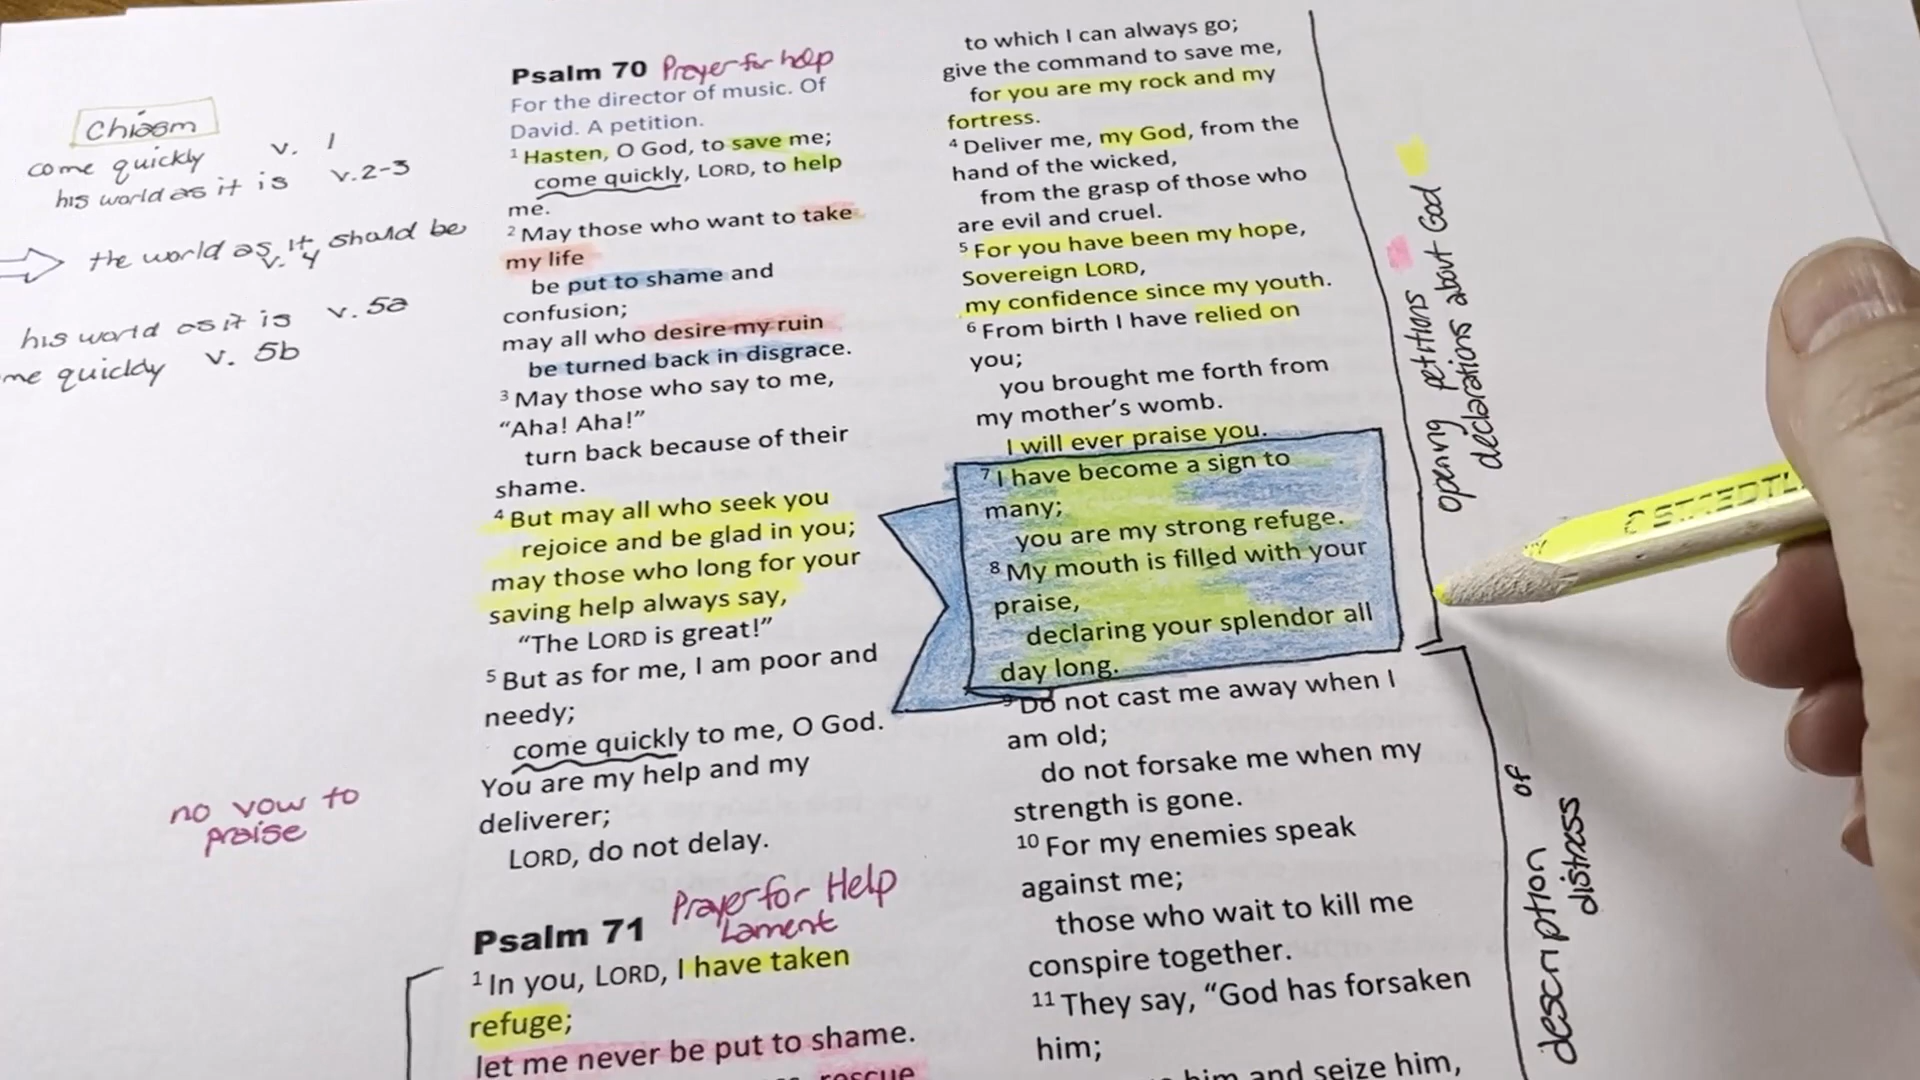 Chiasm
come quickly v. 1
his world as it is v.2-3
the world as it should be
v. 4
his world as it is v. 5a
me quickly v. 5b
no vow to
praise
Psalm 70 Prayer for help
For the director of music. Of
David. A petition.
1 Hasten, O God, to save me;
come quickly, LORD, to help
me.
2 May those who want to take
my life
be put to shame and
confusion;
may all who desire my ruin
be turned back in disgrace.
3 May those who say to me,
“Aha! Aha!”
turn back because of their
shame.
4 But may all who seek you
rejoice and be glad in you;
may those who long for your
saving help always say,
“The LORD is great!”
5 But as for me, I am poor and
needy;
come quickly to me, O God.
You are my help and my
deliverer;
LORD, do not delay.
Psalm 71 Prayer for Help
Lament
1 In you, LORD, I have taken
refuge;
let me never be put to shame.
rescue
to which I can always go;
give the command to save me,
for you are my rock and my
fortress.
4 Deliver me, my God, from the
hand of the wicked,
from the grasp of those who
are evil and cruel.
5 For you have been my hope,
Sovereign LORD,
my confidence since my youth.
6 From birth I have relied on
you;
you brought me forth from
my mother’s womb.
I will ever praise you.
7 I have become a sign to
many;
you are my strong refuge.
8 My mouth is filled with your
praise,
declaring your splendor all
day long.
9 Do not cast me away when I
am old;
do not forsake me when my
strength is gone.
10 For my enemies speak
against me;
those who wait to kill me
conspire together.
11 They say, “God has forsaken
him;
him and seize him,
opening petitions
declarations about God
description of
distress
STAEDTL